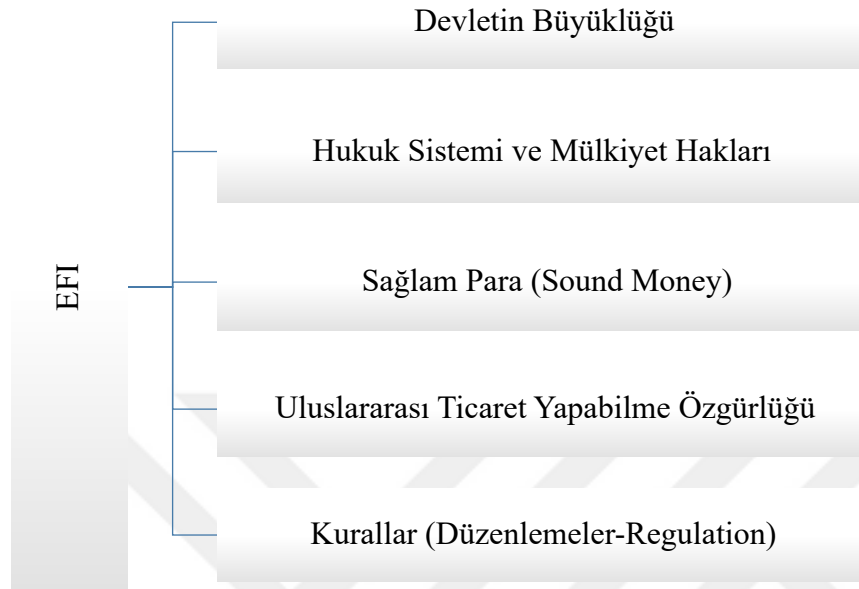 EFI
Devletin Büyüklüğü
Hukuk Sistemi ve Mülkiyet Hakları
Sağlam Para (Sound Money)
Uluslararası Ticaret Yapabilme Özgürlüğü
Kurallar (Düzenlemeler-Regulation)